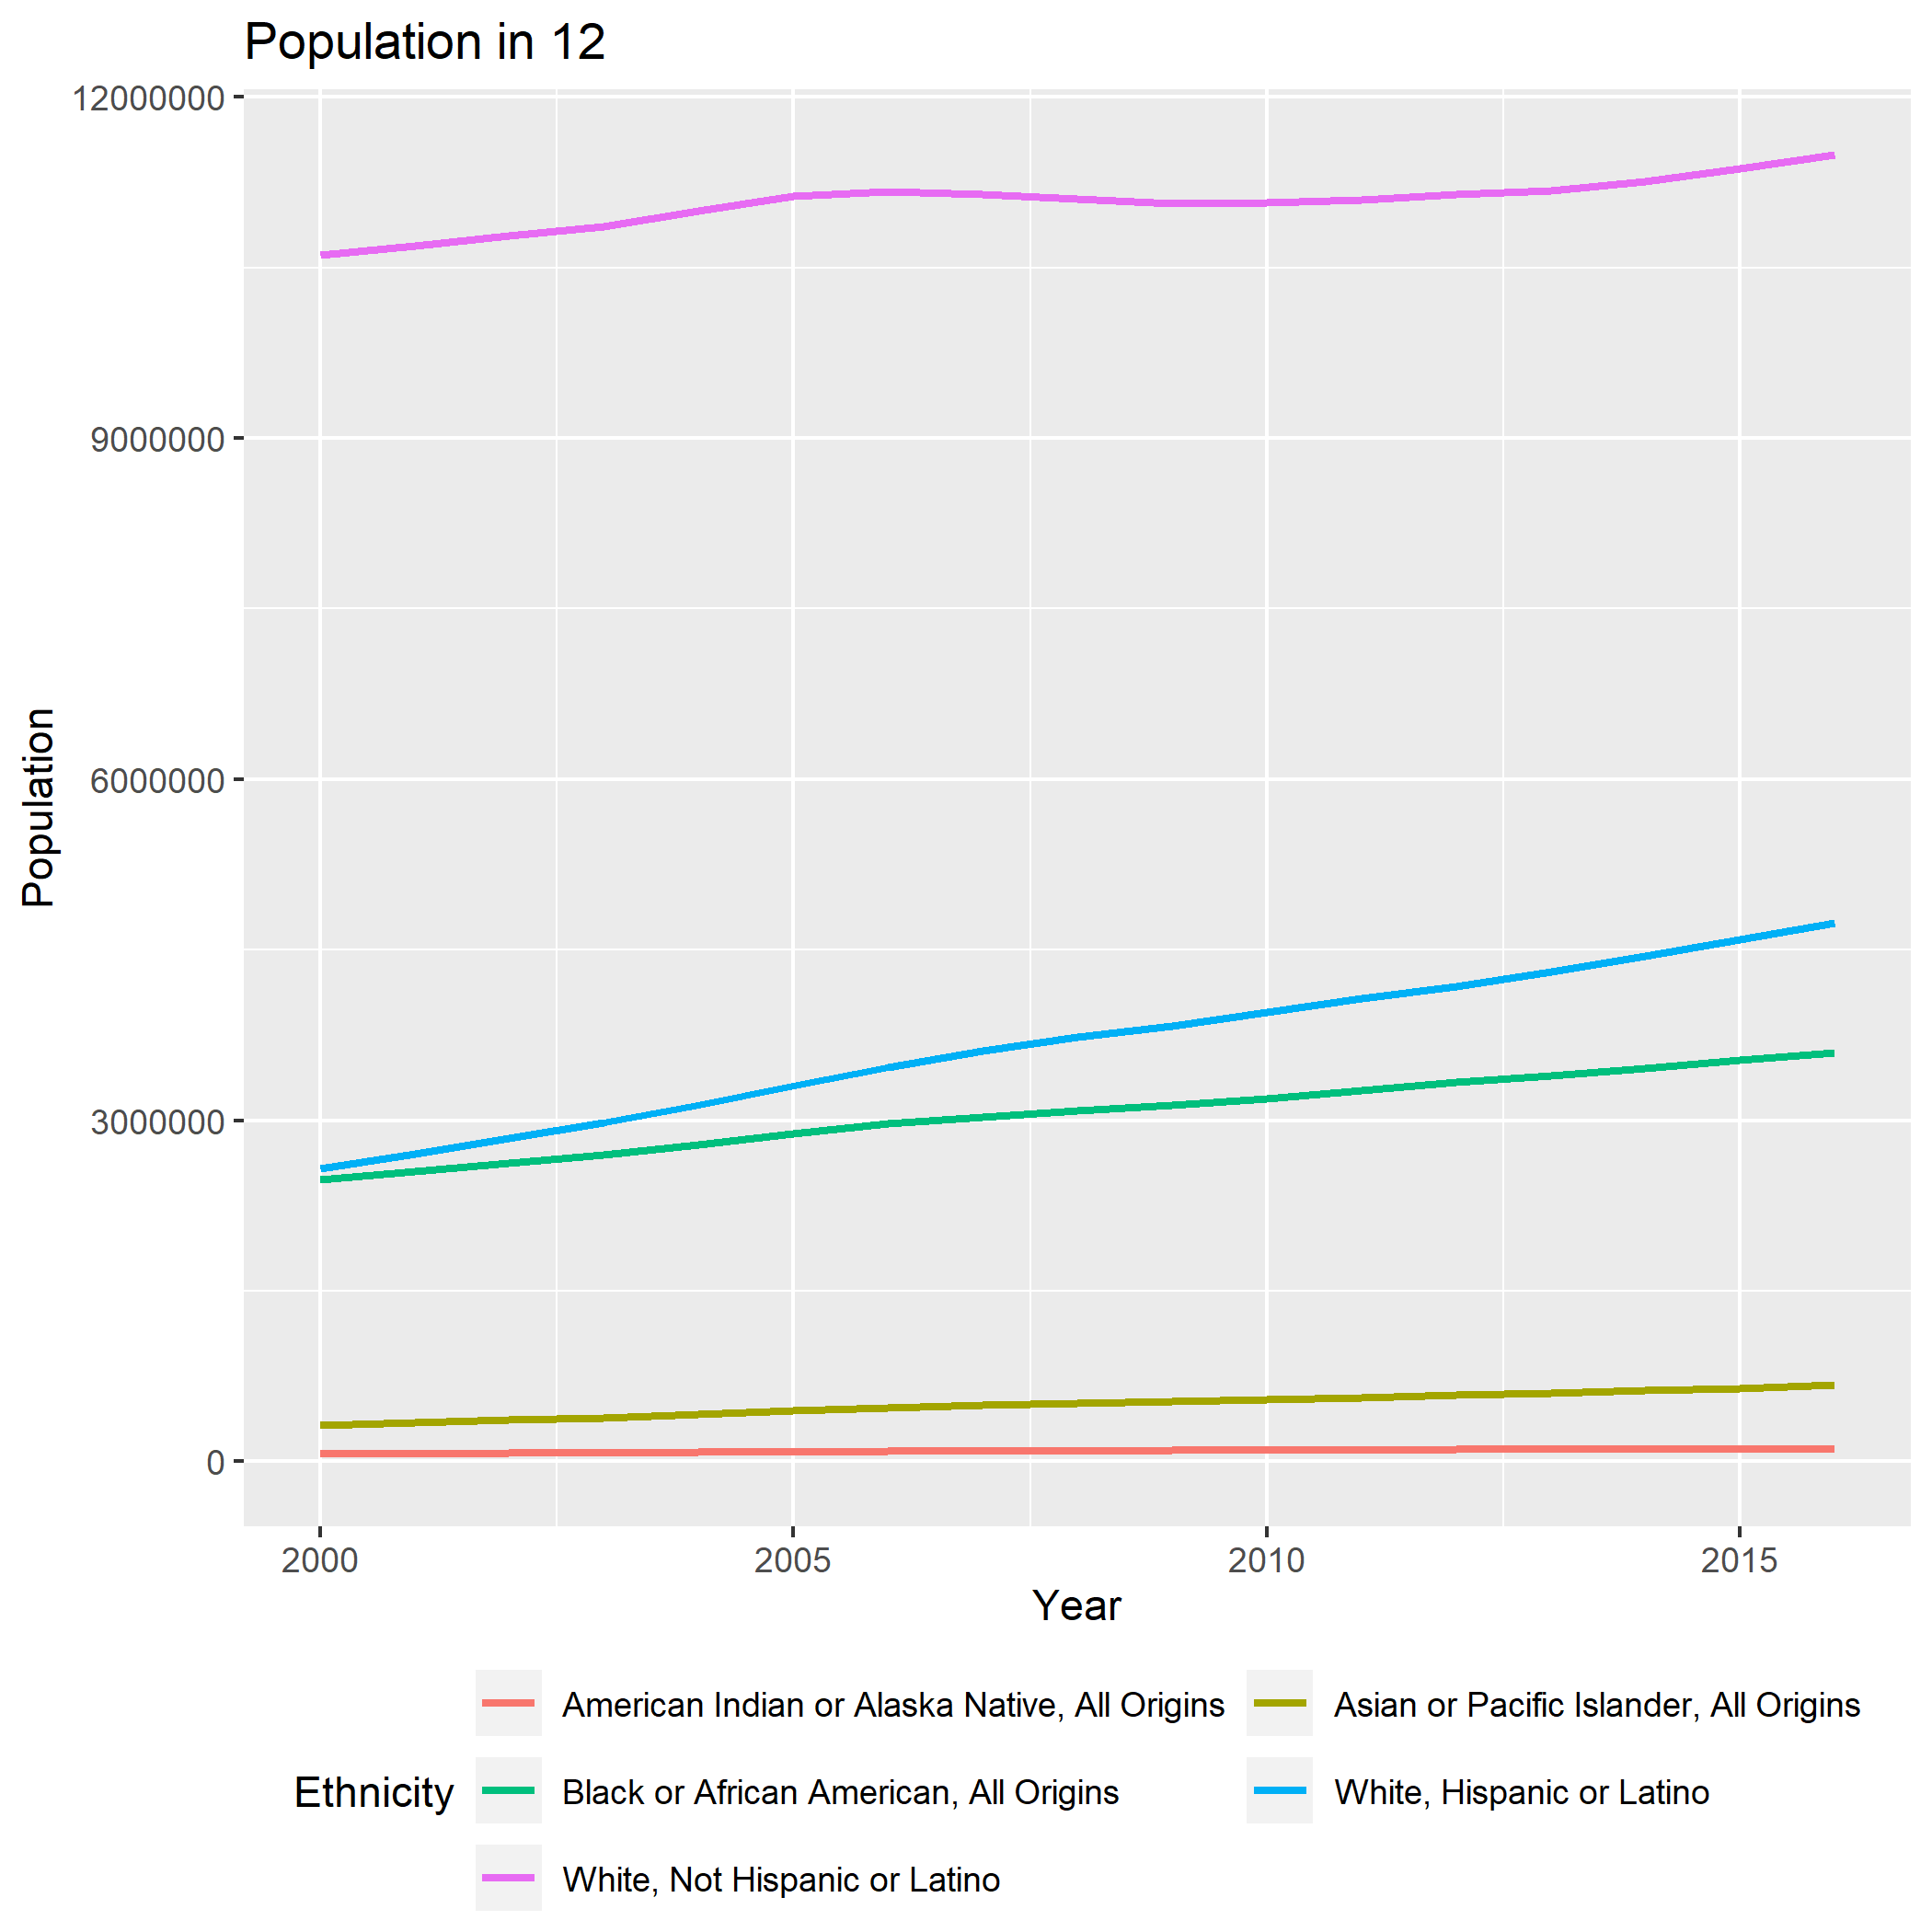 Population in 12
12000000
9000000
6000000
3000000
0
Population
2000 2005 2010 2015
Year
Ethnicity
American Indian or Alaska Native, All Origins
Asian or Pacific Islander, All Origins
Black or African American, All Origins
White, Hispanic or Latino
White, Not Hispanic or Latino